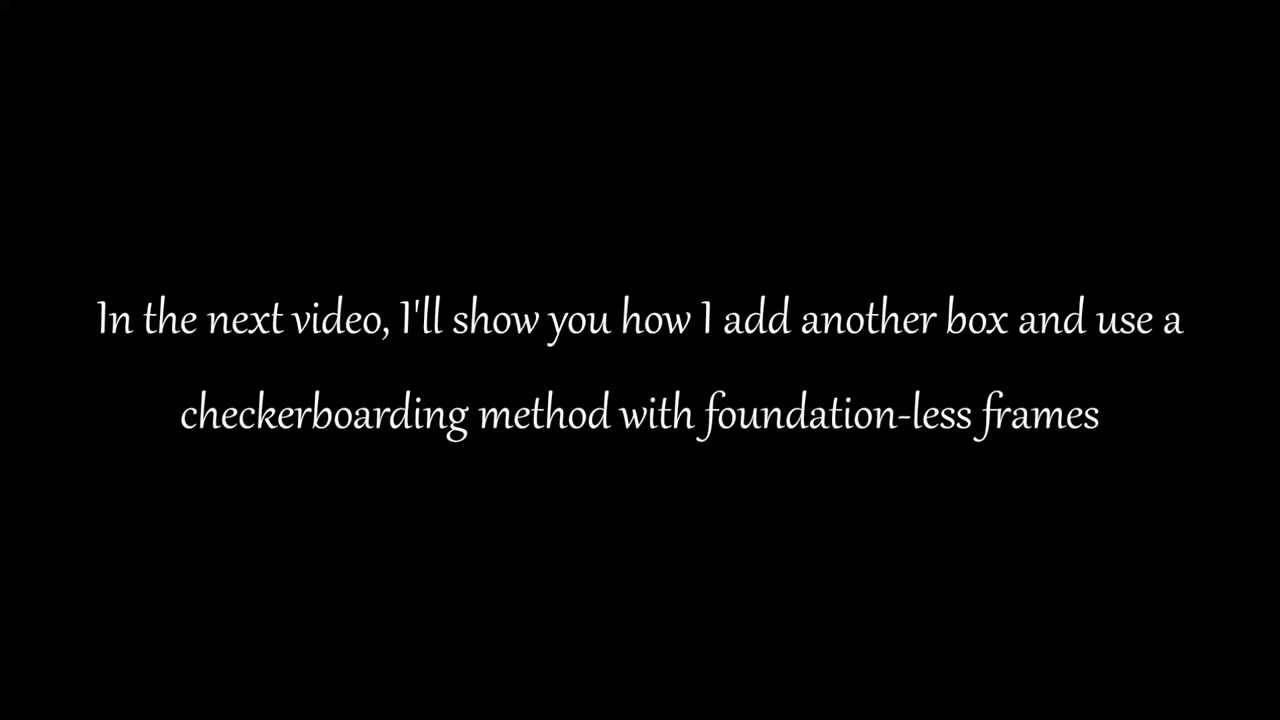 In the next video, I'll show you how I add another box and use a
checkerboarding method with foundation-less frames